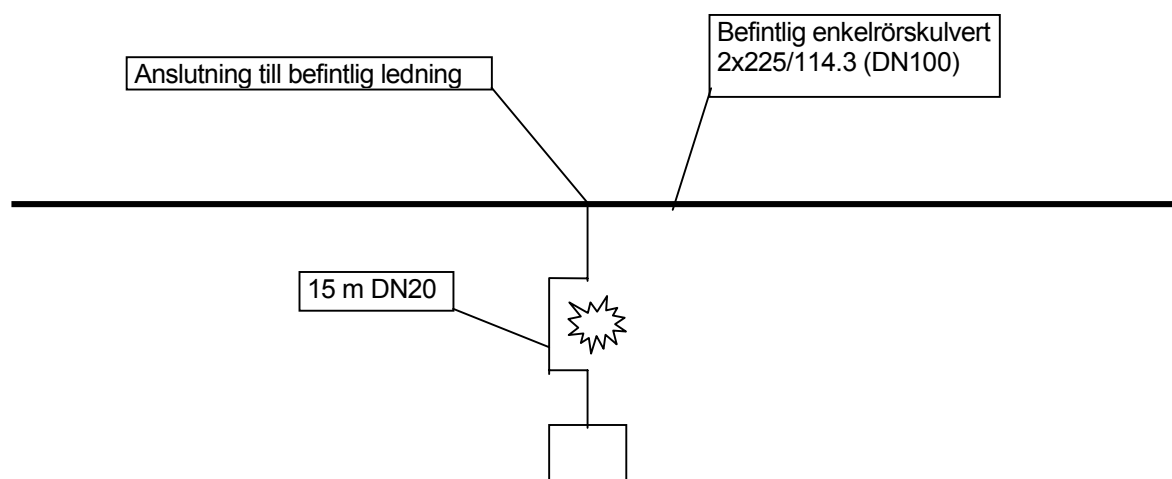 Befintlig enkelrörskulvert
2x225/114.3 (DN100)
Anslutning till befintlig ledning
15 m DN20